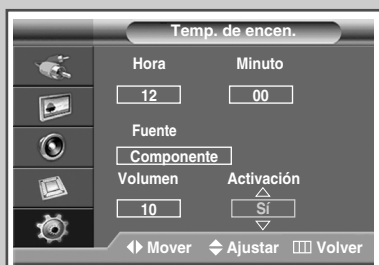 Temp. de encen.
Hora Minuto
12 00
Fuente
Componente
Volumen Activación
10 Sí
Mover Ajustar Volver